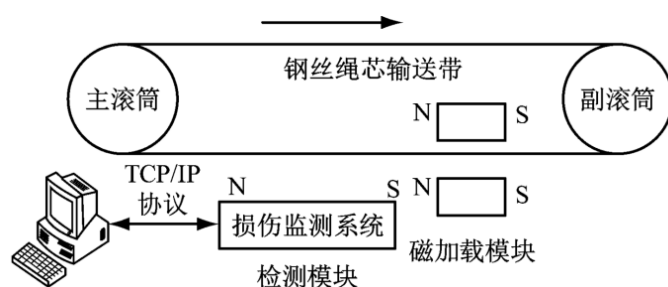 钢丝绳芯输送带
主滚筒
副滚筒
N S
TCP/IP
协议
N S
N S
损伤监测系统
磁加载模块
检测模块